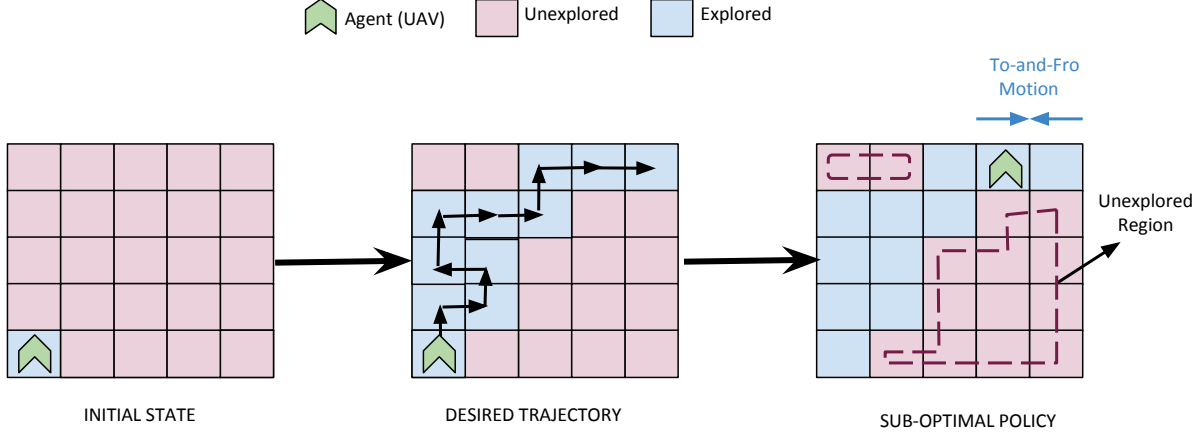 Agent (UAV)
Unexplored
Explored
To-and-Fro
Motion
Unexplored
Region
INITIAL STATE
DESIRED TRAJECTORY
SUB-OPTIMAL POLICY